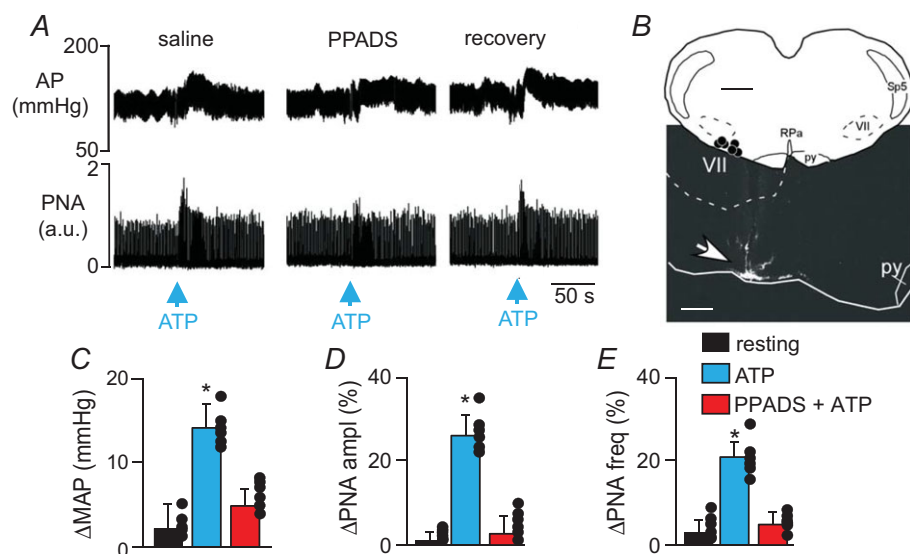 A
saline PPADS recovery
200
AP
(mmHg)
50
2
PNA
(a.u.)
0
ATP ATP ATP
50 s
B
Sp5
VII
RPa
VII
py
py
resting
ATP
PPADS + ATP
C
ΔMAP (mmHg)
20
10
0
*
D
ΔPNA ampl (%)
40
20
0
*
E
ΔPNA freq (%)
40
20
0
*